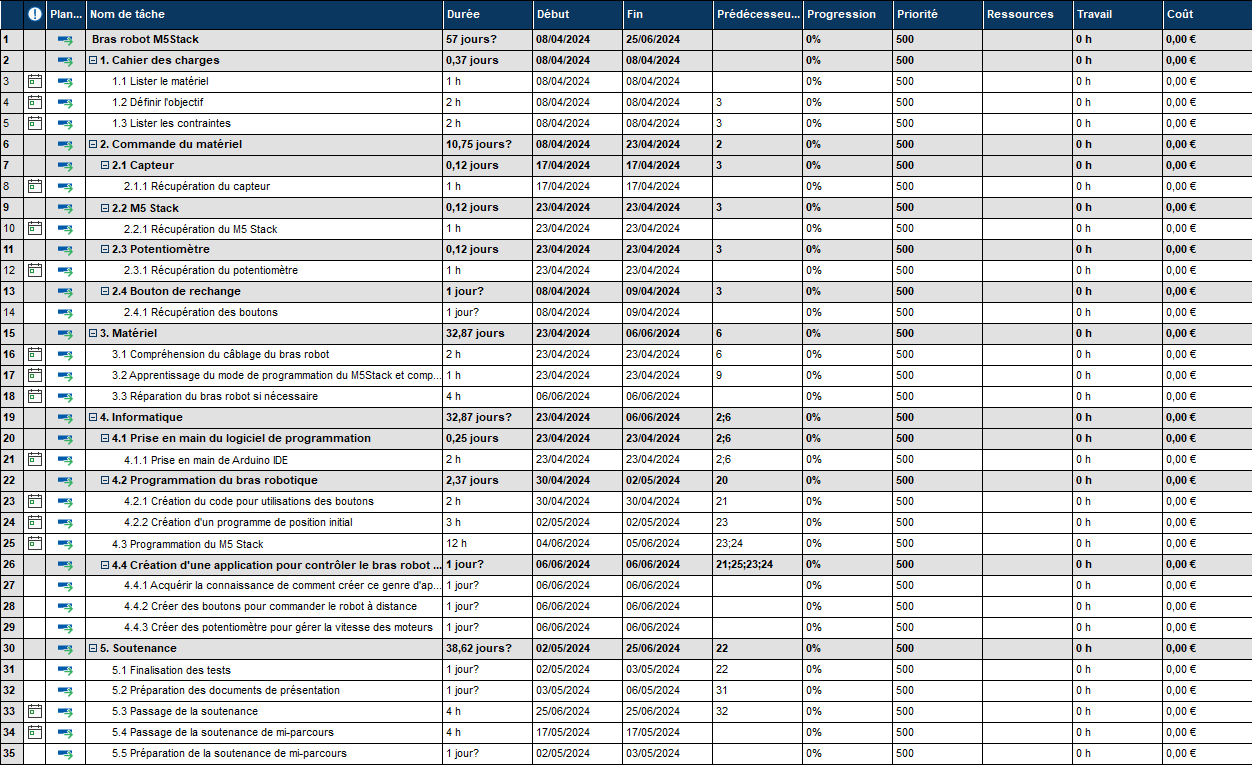 Plan... Nom de tâche Durée Début Fin Prédécesseu... Progression Priorité Ressources Travail Coût
1 Bras robot M5Stack 57 jours? 08/04/2024 25/06/2024 0% 500 0 h 0,00 €
2 1. Cahier des charges 0,37 jours 08/04/2024 08/04/2024 0% 500 0 h 0,00 €
3 1.1 Lister le matériel 1 h 08/04/2024 08/04/2024 0% 500 0 h 0,00 €
4 1.2 Définir l'objectif 2 h 08/04/2024 08/04/2024 3 0% 500 0 h 0,00 €
5 1.3 Lister les contraintes 2 h 08/04/2024 08/04/2024 3 0% 500 0 h 0,00 €
6 2. Commande du matériel 10,75 jours? 08/04/2024 23/04/2024 2 0% 500 0 h 0,00 €
7 2.1 Capteur 0,12 jours 17/04/2024 17/04/2024 3 0% 500 0 h 0,00 €
8 2.1.1 Récupération du capteur 1 h 17/04/2024 17/04/2024 0% 500 0 h 0,00 €
9 2.2 M5 Stack 0,12 jours 23/04/2024 23/04/2024 3 0% 500 0 h 0,00 €
10 2.2.1 Récupération du M5 Stack 1 h 23/04/2024 23/04/2024 0% 500 0 h 0,00 €
11 2.3 Potentiomètre 0,12 jours 23/04/2024 23/04/2024 3 0% 500 0 h 0,00 €
12 2.3.1 Récupération du potentiomètre 1 h 23/04/2024 23/04/2024 0% 500 0 h 0,00 €
13 2.4 Bouton de rechange 1 jour? 08/04/2024 09/04/2024 3 0% 500 0 h 0,00 €
14 2.4.1 Récupération des boutons 1 jour? 08/04/2024 09/04/2024 0% 500 0 h 0,00 €
15 3. Matériel 32,87 jours 23/04/2024 06/06/2024 6 0% 500 0 h 0,00 €
16 3.1 Compréhension du câblage du bras robot 2 h 23/04/2024 23/04/2024 6 0% 500 0 h 0,00 €
17 3.2 Apprentissage du mode de programmation du M5Stack et comp... 1 h 23/04/2024 23/04/2024 9 0% 500 0 h 0,00 €
18 3.3 Réparation du bras robot si nécessaire 4 h 06/06/2024 06/06/2024 0% 500 0 h 0,00 €
19 4. Informatique 32,87 jours? 23/04/2024 06/06/2024 2;6 0% 500 0 h 0,00 €
20 4.1 Prise en main du logiciel de programmation 0,25 jours 23/04/2024 23/04/2024 2;6 0% 500 0 h 0,00 €
21 4.1.1 Prise en main de Arduino IDE 2 h 23/04/2024 23/04/2024 2;6 0% 500 0 h 0,00 €
22 4.2 Programmation du bras robotique 2,37 jours 30/04/2024 02/05/2024 20 0% 500 0 h 0,00 €
23 4.2.1 Création du code pour utilisations des boutons 2 h 30/04/2024 30/04/2024 21 0% 500 0 h 0,00 €
24 4.2.2 Création d'un programme de position initial 3 h 02/05/2024 02/05/2024 23 0% 500 0 h 0,00 €
25 4.3 Programmation du M5 Stack 12 h 04/06/2024 05/06/2024 23;24 0% 500 0 h 0,00 €
26 4.4 Création d'une application pour contrôler le bras robot ... 1 jour? 06/06/2024 06/06/2024 21;25;23;24 0% 500 0 h 0,00 €
27 4.4.1 Acquérir la connaissance de comment créer ce genre d'ap... 1 jour? 06/06/2024 06/06/2024 0% 500 0 h 0,00 €
28 4.4.2 Créer des boutons pour commander le robot à distance 1 jour? 06/06/2024 06/06/2024 0% 500 0 h 0,00 €
29 4.4.3 Créer des potentiomètre pour gérer la vitesse des moteurs 1 jour? 06/06/2024 06/06/2024 0% 500 0 h 0,00 €
30 5. Soutenance 38,62 jours? 02/05/2024 25/06/2024 22 0% 500 0 h 0,00 €
31 5.1 Finalisation des tests 1 jour? 02/05/2024 03/05/2024 22 0% 500 0 h 0,00 €
32 5.2 Préparation des documents de présentation 1 jour? 03/05/2024 06/05/2024 31 0% 500 0 h 0,00 €
33 5.3 Passage de la soutenance 4 h 25/06/2024 25/06/2024 32 0% 500 0 h 0,00 €
34 5.4 Passage de la soutenance de mi-parcours 4 h 17/05/2024 17/05/2024 0% 500 0 h 0,00 €
35 5.5 Préparation de la soutenance de mi-parcours 1 jour? 02/05/2024 03/05/2024 0% 500 0 h 0,00 €